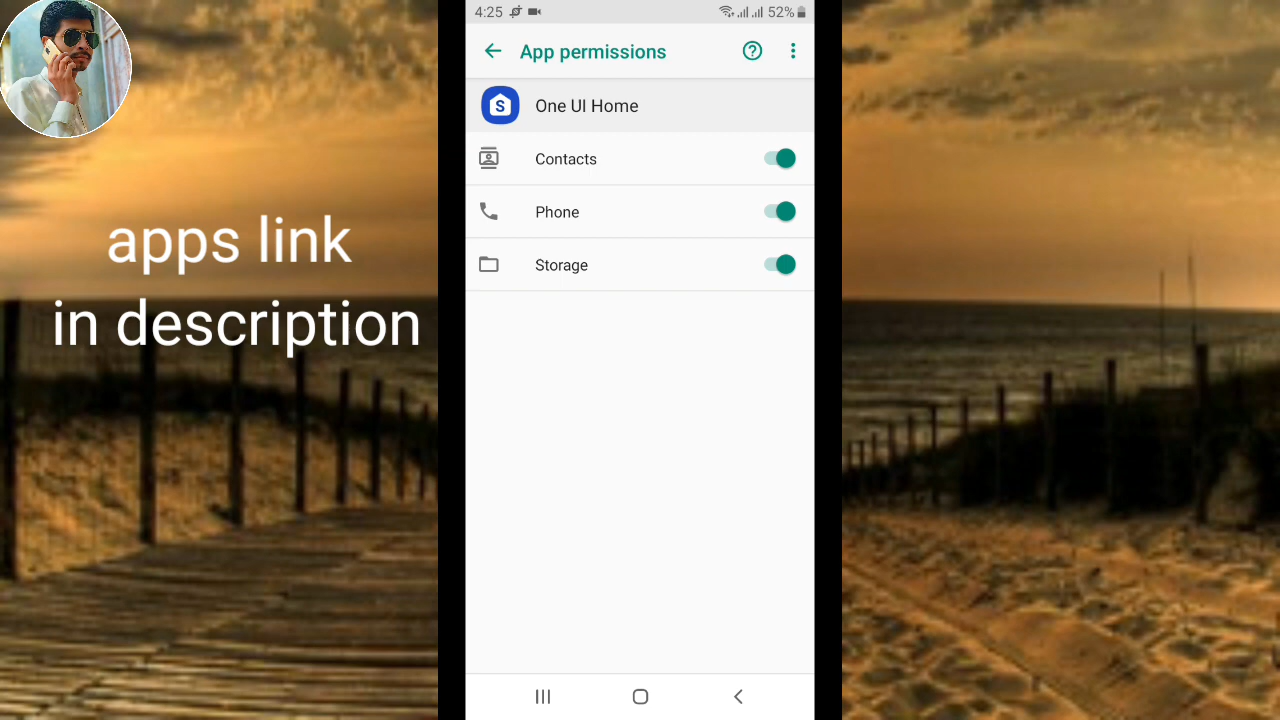 4:25
52%
App permissions
S
One UI Home
Contacts
Phone
Storage
apps link
in description